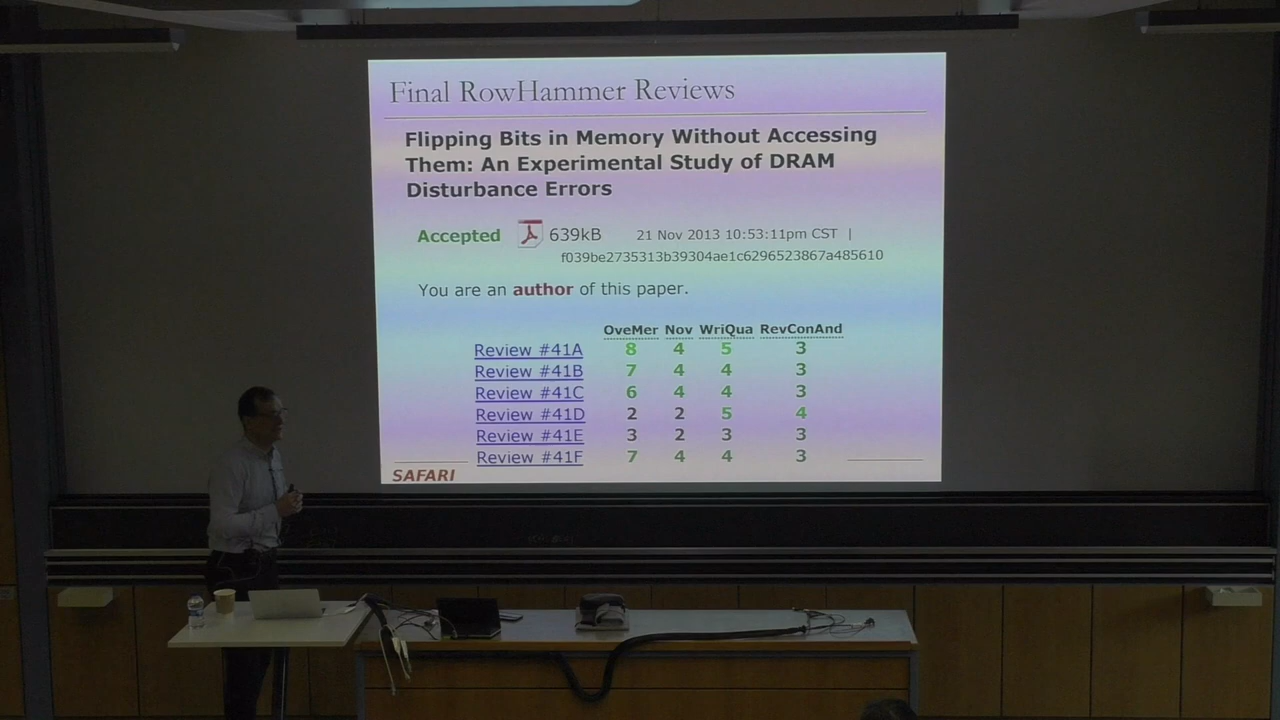 Final RowHammer Reviews
Flipping Bits in Memory Without Accessing
Them: An Experimental Study of DRAM
Disturbance Errors
Accepted 639kB 21 Nov 2013 10:53:11pm CST |
f039be2735313b39304ae1c6296523867a485610
You are an author of this paper.
OveMer Nov WriQua RevConAnd
Review #41A 8 4 5 3
Review #41B 7 4 4 3
Review #41C 6 4 4 3
Review #41D 2 2 5 4
Review #41E 3 2 3 3
Review #41F 7 4 4 3
SAFARI